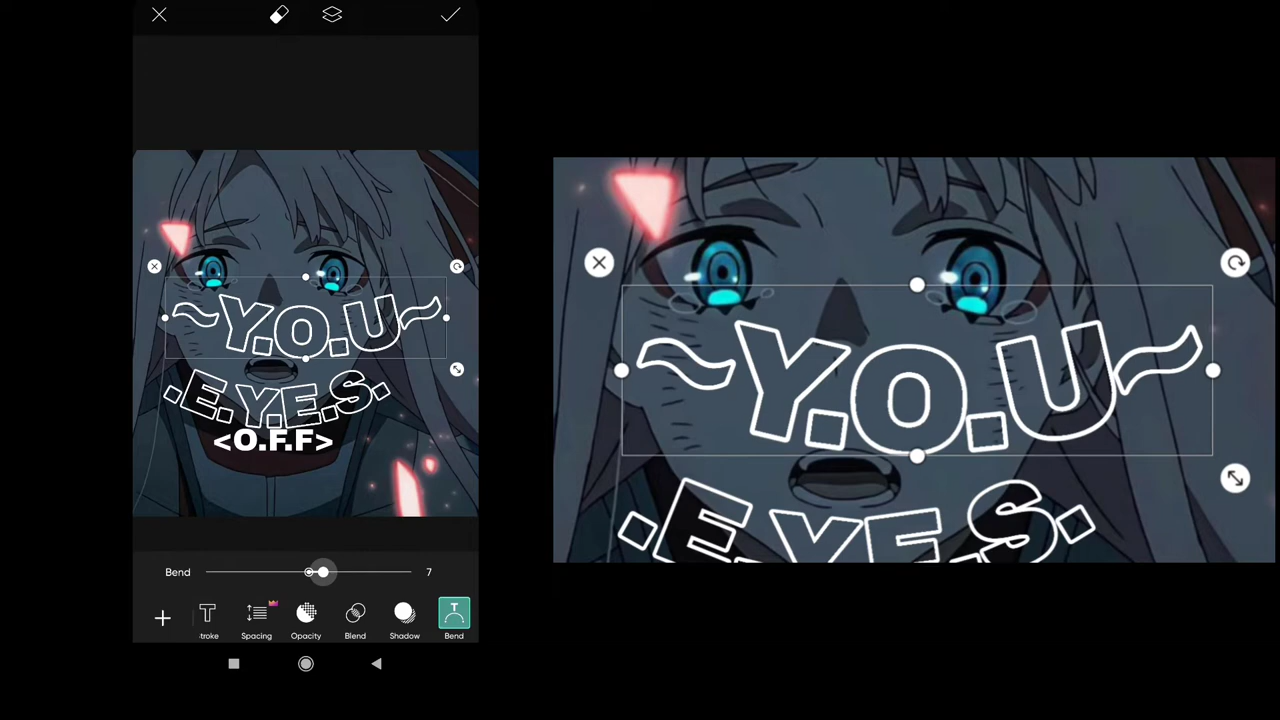 ~Y.O.U~
.E.Y.E.S.
<O.F.F>
Bend 7
troke Spacing Opacity Blend Shadow Bend
~Y.O.U~
.E.Y.E.S.